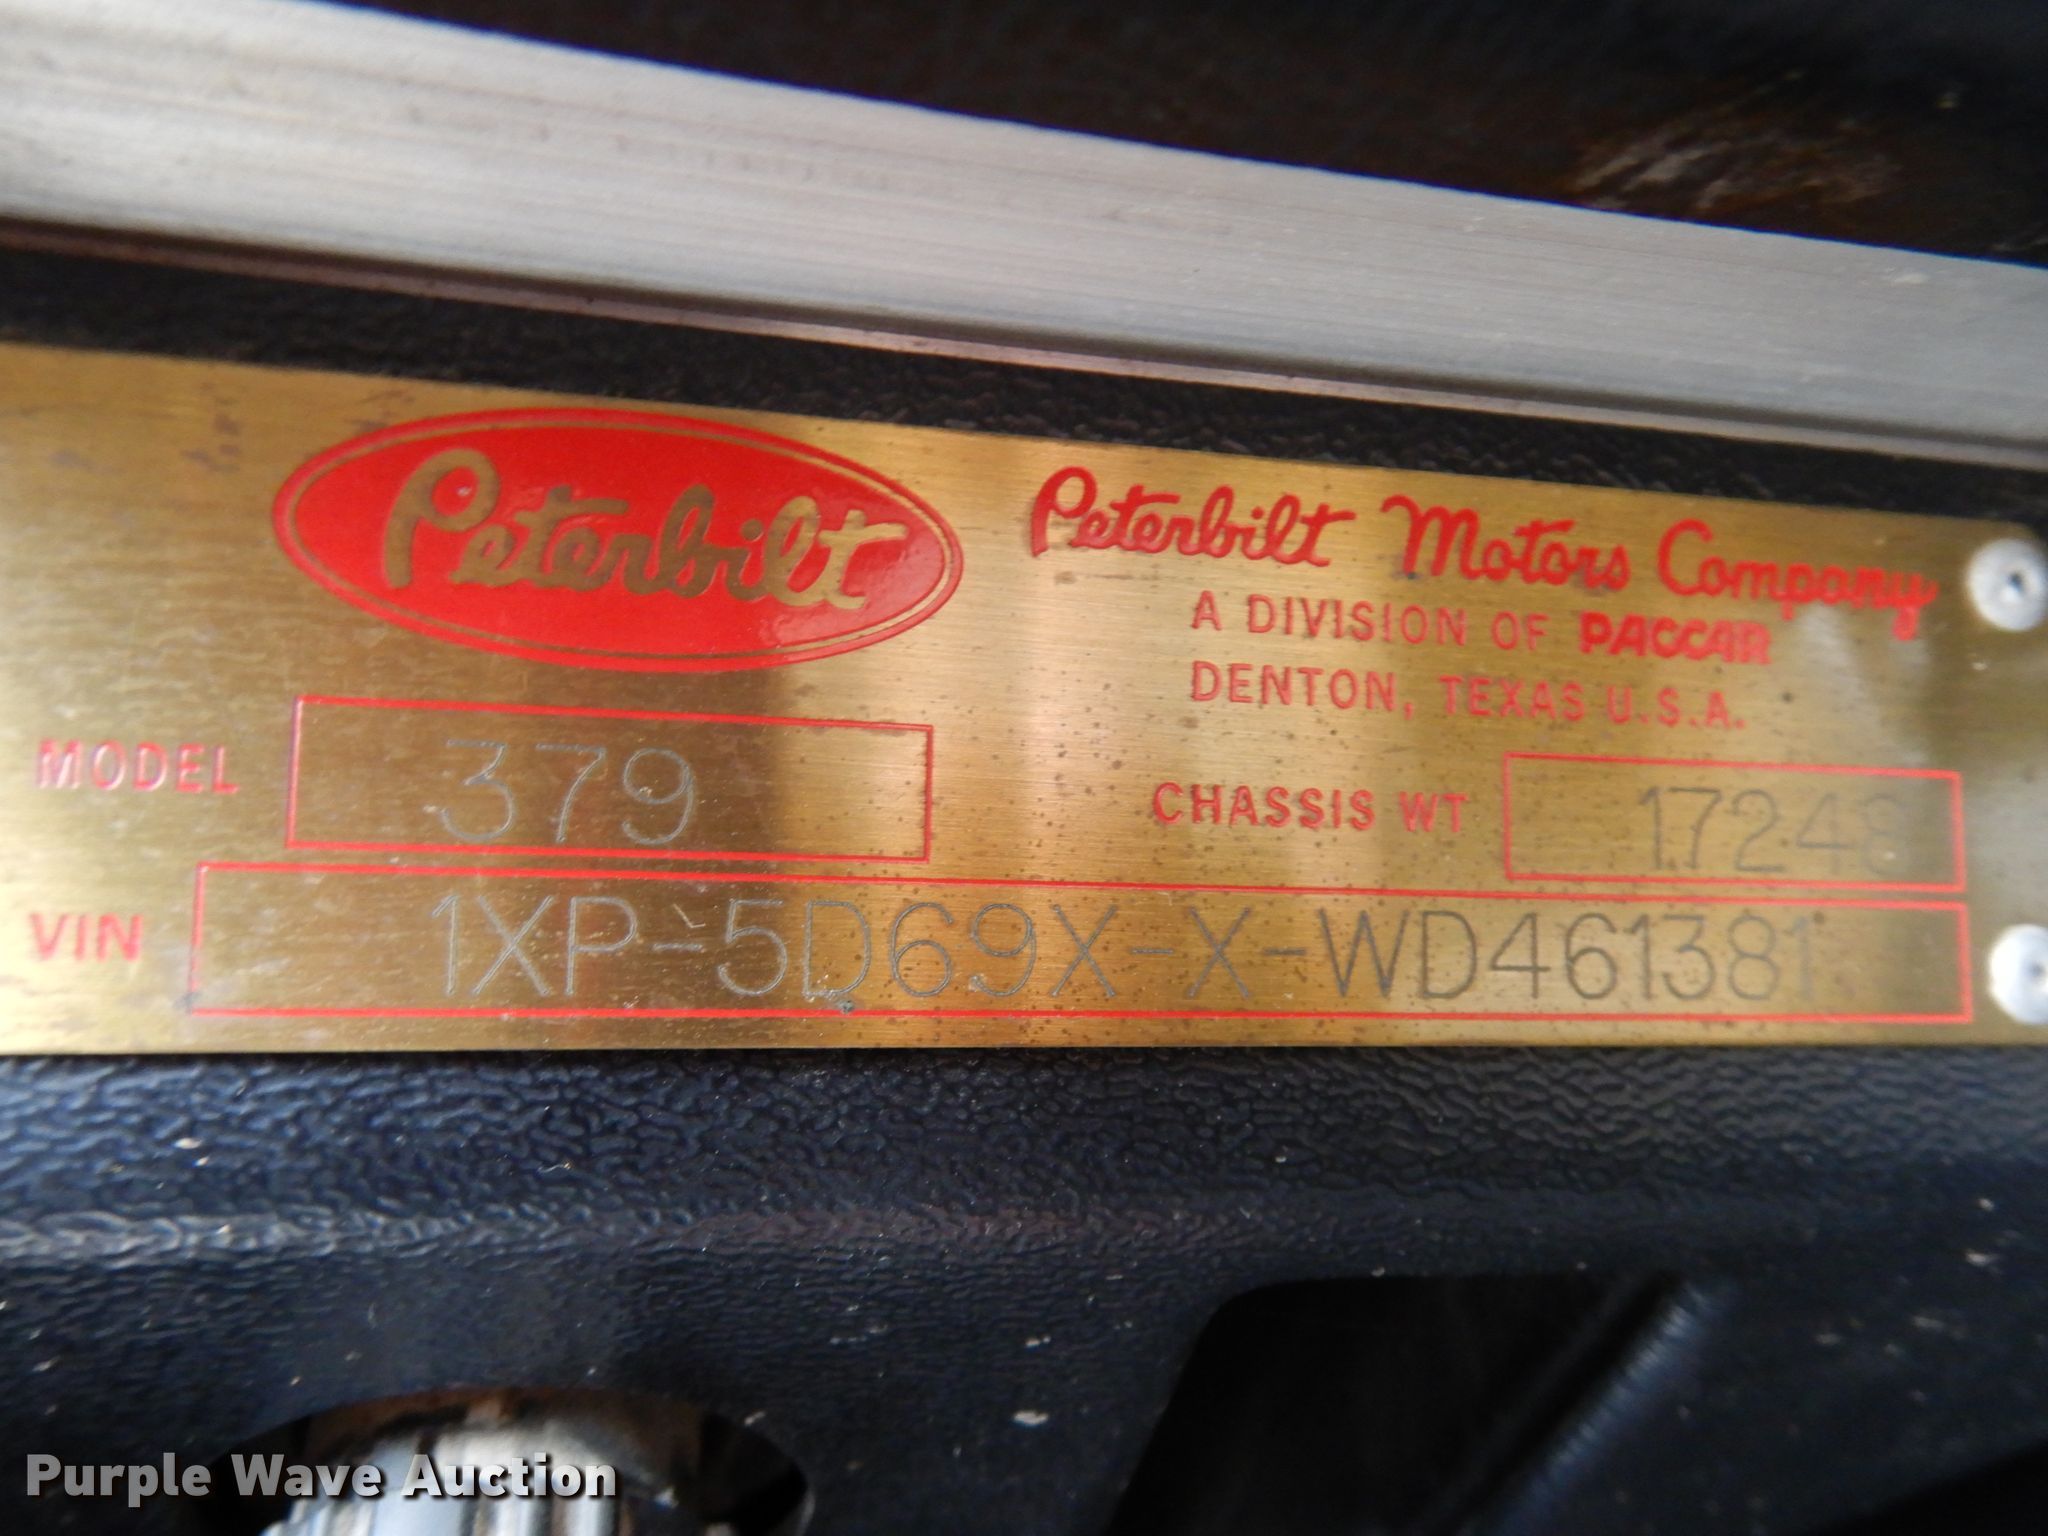 Peterbilt
Peterbilt Motors Company
A DIVISION OF PACCAR
DENTON, TEXAS U.S.A.
MODEL 379
CHASSIS WT 17248
VIN 1XP-5D69X-X-WD461381
Purple Wave Auction